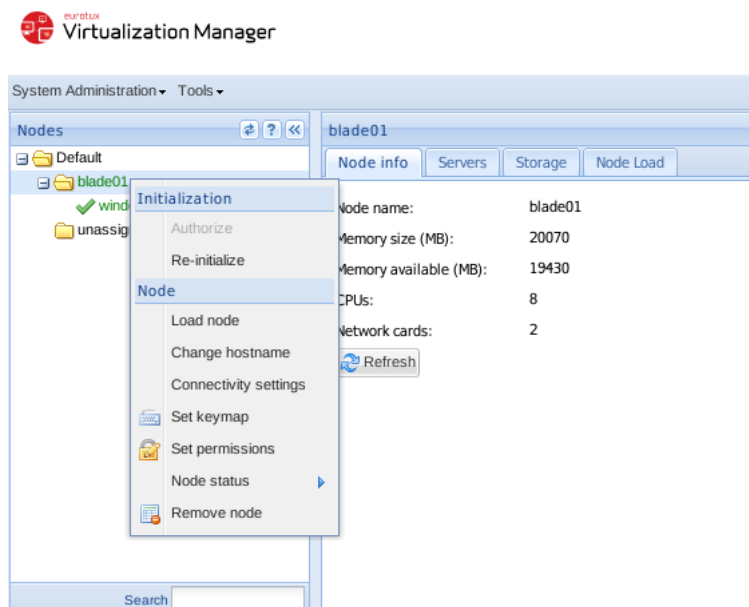 eurotux
Virtualization Manager
System Administration Tools
Nodes
Default
blade01
unassig
Initialization
Authorize
Re-initialize
Node
Load node
Change hostname
Connectivity settings
Set keymap
Set permissions
Node status
Remove node
Search
blade01
Node info Servers Storage Node Load
Node name: blade01
Memory size (MB): 20070
Memory available (MB): 19430
CPUs: 8
Network cards: 2
Refresh